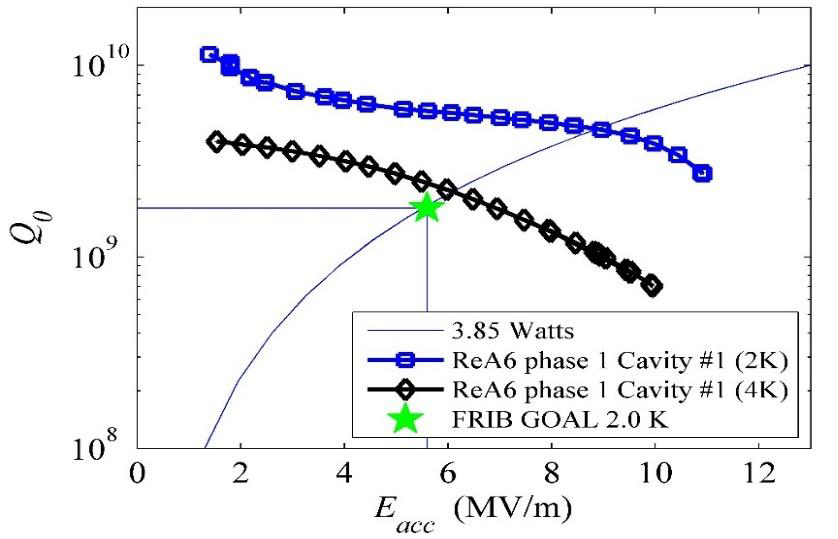 10^10
10^9
10^8
Q_0
0 2 4 6 8 10 12
E_acc (MV/m)
3.85 Watts
ReA6 phase 1 Cavity #1 (2K)
ReA6 phase 1 Cavity #1 (4K)
FRIB GOAL 2.0 K